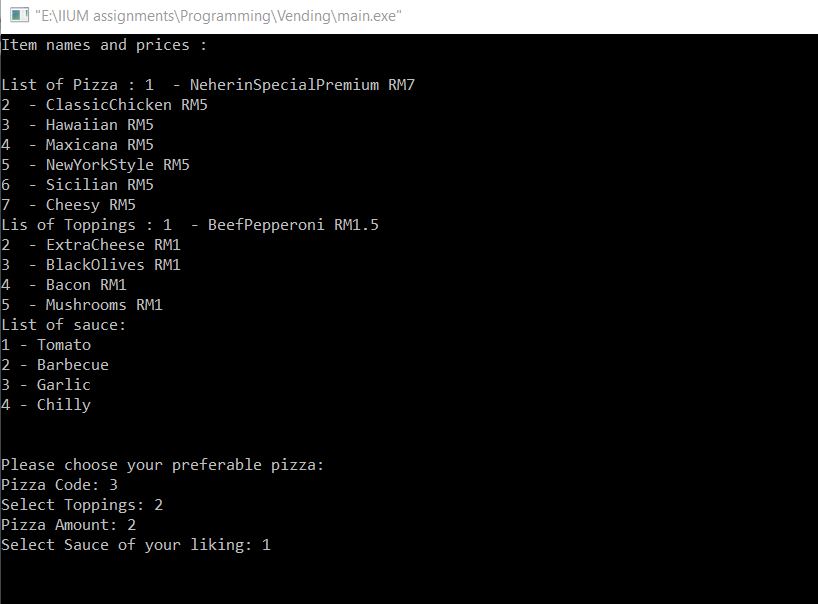 "E:\IIUM assignments\Programming\Vending\main.exe"
Item names and prices :
List of Pizza : 1  - NeherinSpecialPremium RM7
2  - ClassicChicken RM5
3  - Hawaiian RM5
4  - Maxicana RM5
5  - NewYorkStyle RM5
6  - Sicilian RM5
7  - Cheesy RM5
Lis of Toppings : 1  - BeefPepperoni RM1.5
2  - ExtraCheese RM1
3  - BlackOlives RM1
4  - Bacon RM1
5  - Mushrooms RM1
List of sauce:
1 - Tomato
2 - Barbecue
3 - Garlic
4 - Chilly
Please choose your preferable pizza:
Pizza Code: 3
Select Toppings: 2
Pizza Amount: 2
Select Sauce of your liking: 1